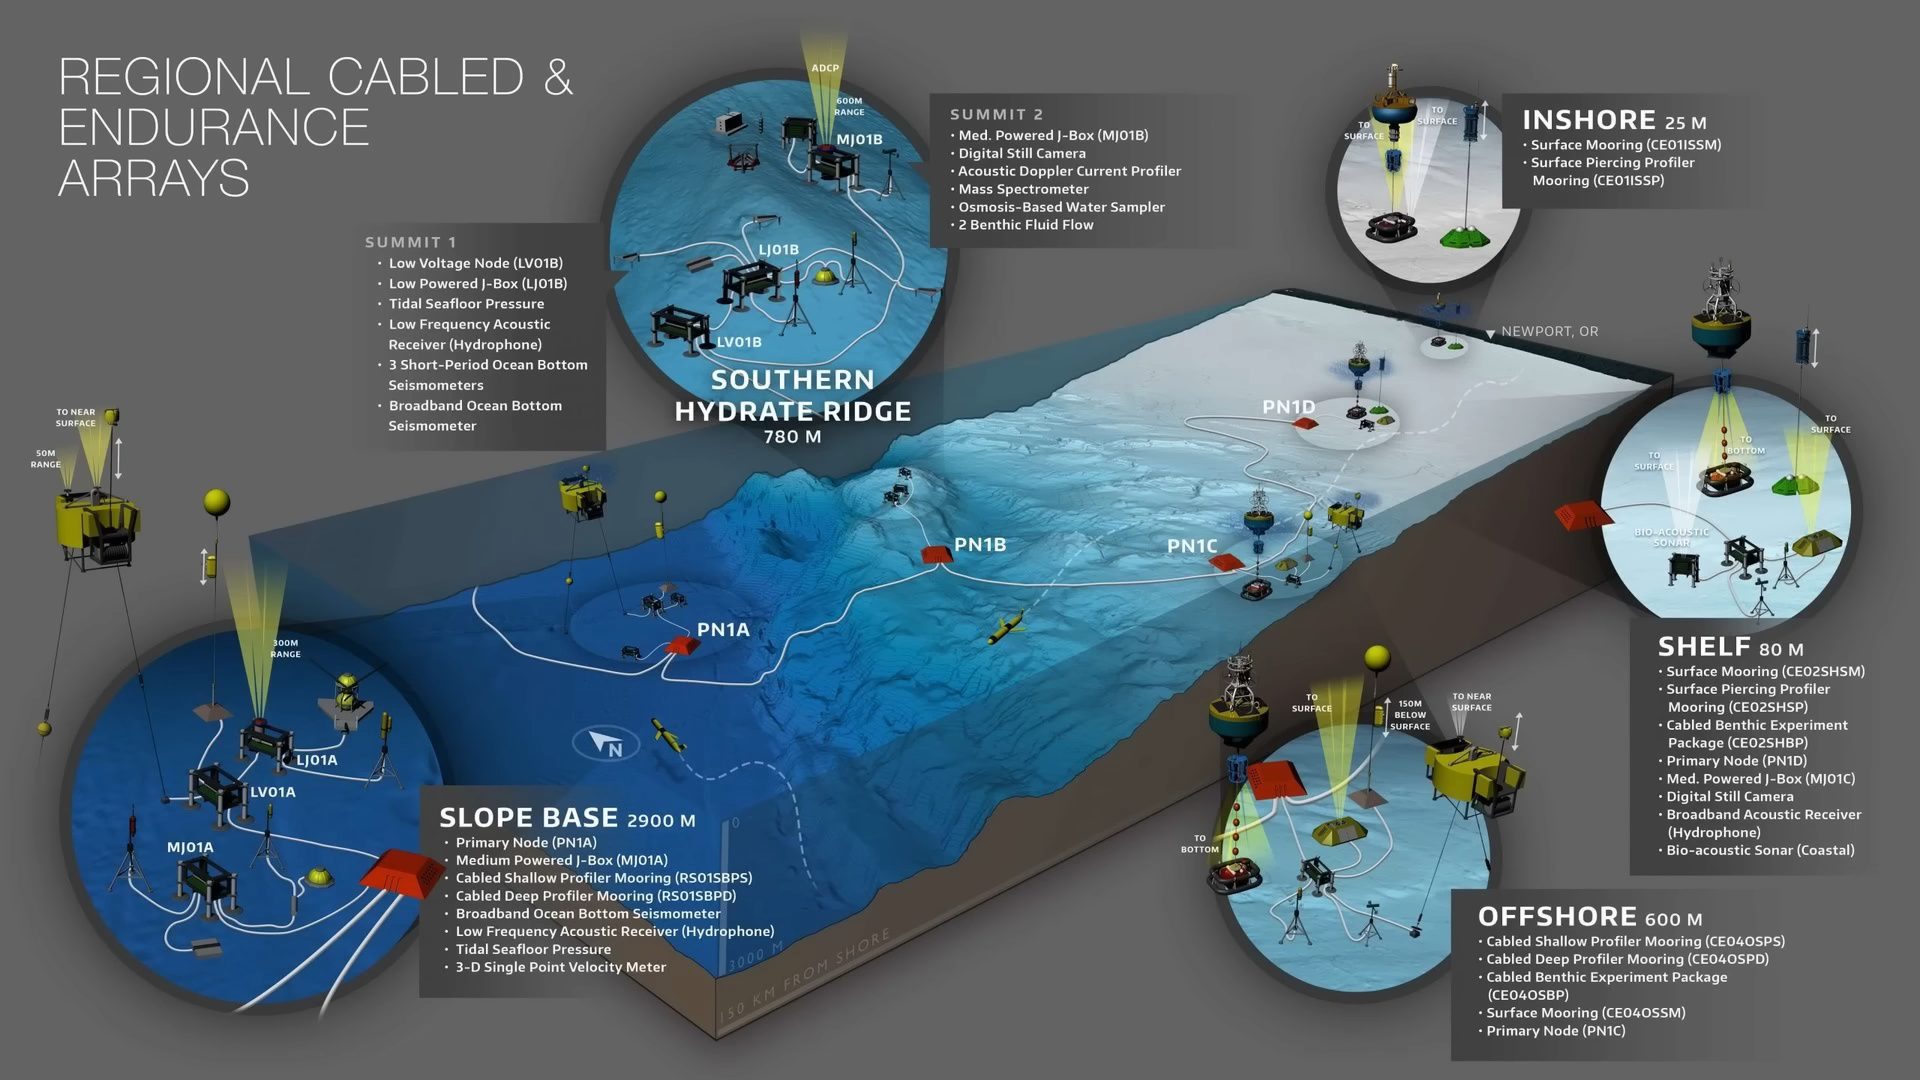 REGIONAL CABLED &
ENDURANCE
ARRAYS
ADCP
600M
RANGE
MJ01B
LJ01B
LV01B
SOUTHERN
HYDRATE RIDGE
780 M
SUMMIT 1
· Low Voltage Node (LV01B)
· Low Powered J-Box (LJ01B)
· Tidal Seafloor Pressure
· Low Frequency Acoustic
Receiver (Hydrophone)
· 3 Short-Period Ocean Bottom
Seismometers
· Broadband Ocean Bottom
Seismometer
SUMMIT 2
· Med. Powered J-Box (MJ01B)
· Digital Still Camera
· Acoustic Doppler Current Profiler
· Mass Spectrometer
· Osmosis-Based Water Sampler
· 2 Benthic Fluid Flow
TO
SURFACE
TO
SURFACE
INSHORE 25 M
· Surface Mooring (CE01ISSM)
· Surface Piercing Profiler
Mooring (CE01ISSP)
NEWPORT, OR
PN1D
PN1B
PN1C
PN1A
N
TO NEAR
SURFACE
50M
RANGE
300M
RANGE
LJ01A
LV01A
MJ01A
SLOPE BASE 2900 M
· Primary Node (PN1A)
· Medium Powered J-Box (MJ01A)
· Cabled Shallow Profiler Mooring (RS01SBPS)
· Cabled Deep Profiler Mooring (RS01SBPD)
· Broadband Ocean Bottom Seismometer
· Low Frequency Acoustic Receiver (Hydrophone)
· Tidal Seafloor Pressure
· 3-D Single Point Velocity Meter
0
3000 M
150 KM FROM SHORE
TO
SURFACE
TO
BOTTOM
TO
SURFACE
BIO-ACOUSTIC
SONAR
SHELF 80 M
· Surface Mooring (CE02SHSM)
· Surface Piercing Profiler
Mooring (CE02SHSP)
· Cabled Benthic Experiment
Package (CE02SHBP)
· Primary Node (PN1D)
· Med. Powered J-Box (MJ01C)
· Digital Still Camera
· Broadband Acoustic Receiver
(Hydrophone)
· Bio-acoustic Sonar (Coastal)
TO
SURFACE
150M
BELOW
SURFACE
TO NEAR
SURFACE
TO
BOTTOM
OFFSHORE 600 M
· Cabled Shallow Profiler Mooring (CE04OSPS)
· Cabled Deep Profiler Mooring (CE04OSPD)
· Cabled Benthic Experiment Package
(CE04OSBP)
· Surface Mooring (CE04OSSM)
· Primary Node (PN1C)